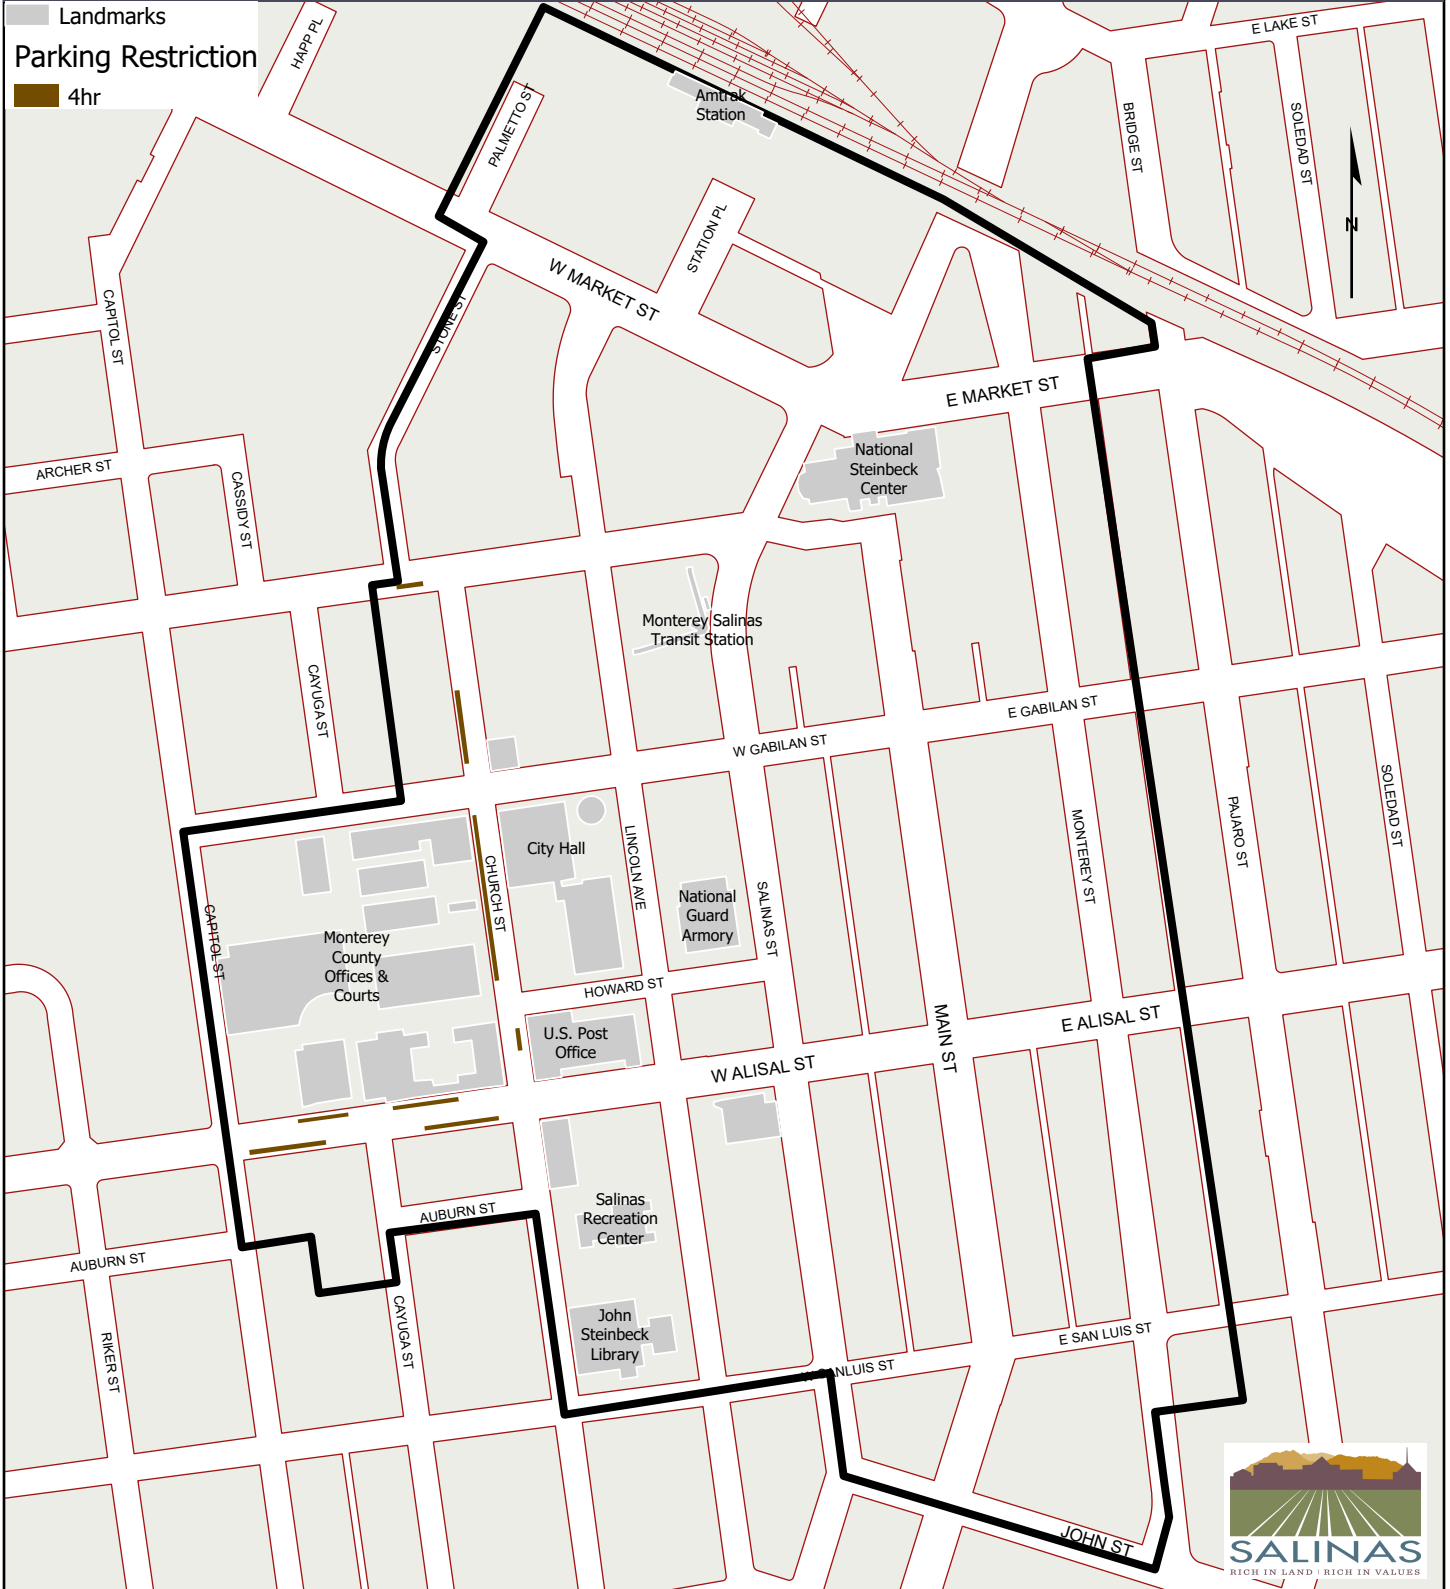 Landmarks
Parking Restriction
4hr
HAPP PL
E LAKE ST
Amtrak
Station
PALMETTO ST
BRIDGE ST
SOLEDAD ST
N
STATION PL
W MARKET ST
CAPITOL ST
STONE ST
E MARKET ST
ARCHER ST
CASSIDY ST
National
Steinbeck
Center
Monterey Salinas
Transit Station
CAYUGA ST
E GABILAN ST
W GABILAN ST
City Hall
LINCOLN AVE
CHURCH ST
MONTEREY ST
PAJARO ST
SOLEDAD ST
National
Guard
Armory
SALINAS ST
CAPITOL ST
Monterey
County
Offices &
Courts
HOWARD ST
U.S. Post
Office
MAIN ST
E ALISAL ST
W ALISAL ST
Salinas
Recreation
Center
AUBURN ST
AUBURN ST
John
Steinbeck
Library
RIKER ST
CAYUGA ST
E SAN LUIS ST
W SANLUIS ST
JOHN ST
SALINAS
RICH IN LAND | RICH IN VALUES